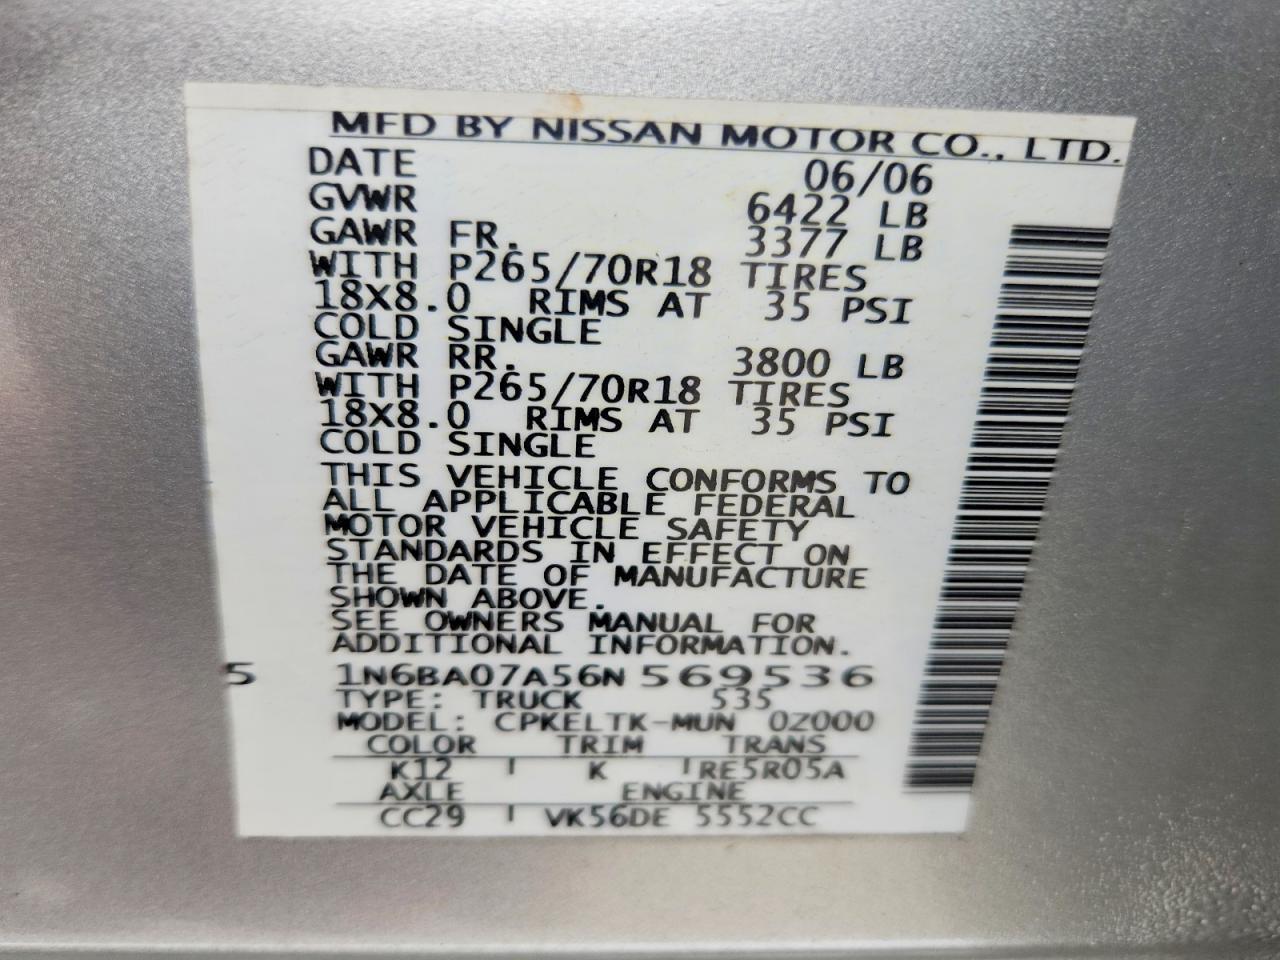 MFD BY NISSAN MOTOR CO., LTD.
DATE 06/06
GVWR 6422 LB
GAWR FR. 3377 LB
WITH P265/70R18 TIRES
18X8.0 RIMS AT 35 PSI
COLD SINGLE
GAWR RR. 3800 LB
WITH P265/70R18 TIRES
18X8.0 RIMS AT 35 PSI
COLD SINGLE
THIS VEHICLE CONFORMS TO
ALL APPLICABLE FEDERAL
MOTOR VEHICLE SAFETY
STANDARDS IN EFFECT ON
THE DATE OF MANUFACTURE
SHOWN ABOVE.
SEE OWNERS MANUAL FOR
ADDITIONAL INFORMATION.
5 1N6BA07A56N569536
TYPE: TRUCK 535
MODEL: CPKELTK-MUN 0Z000
COLOR TRIM TRANS
K12 K RE5R05A
AXLE ENGINE
CC29 VK56DE 5552CC